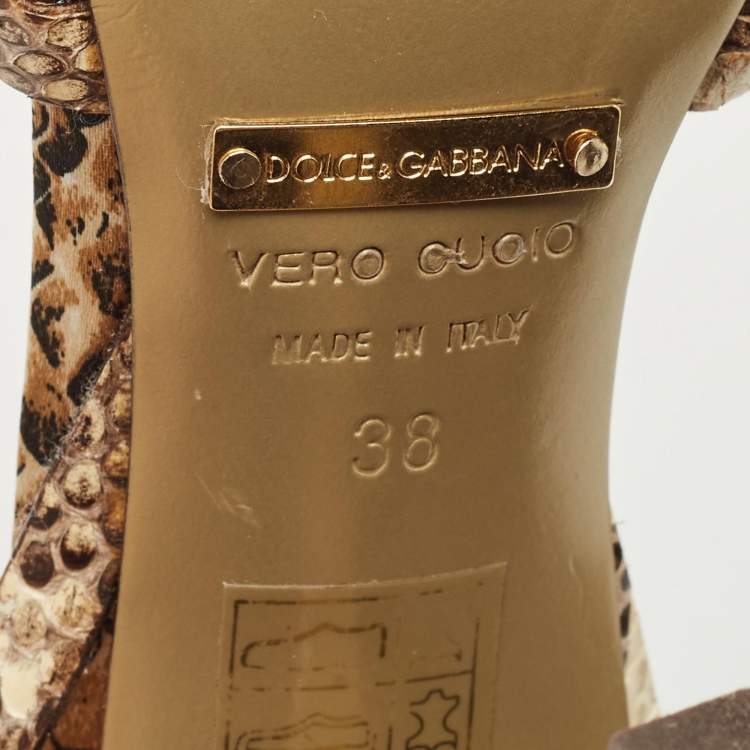 DOLCE&GABBANA
VERO CUOIO
MADE IN ITALY
38